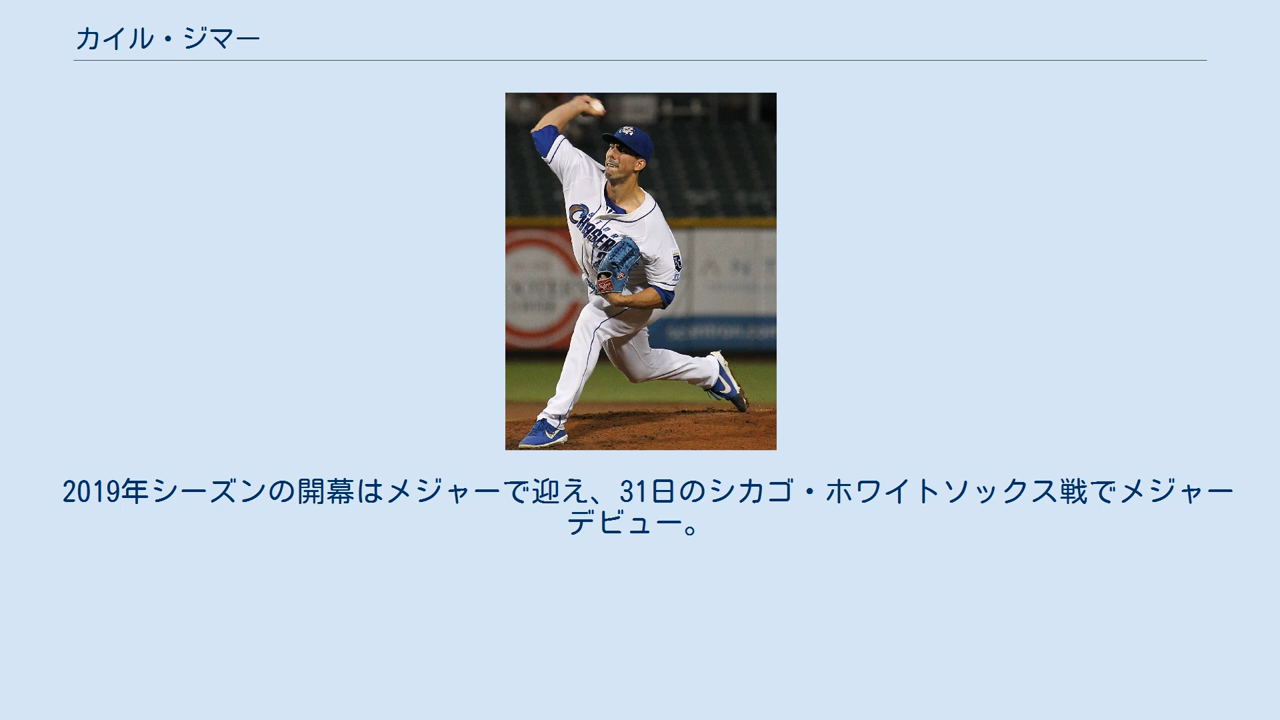 カイル・ジマー
2019年シーズンの開幕はメジャーで迎え、31日のシカゴ・ホワイトソックス戦でメジャー
デビュー。